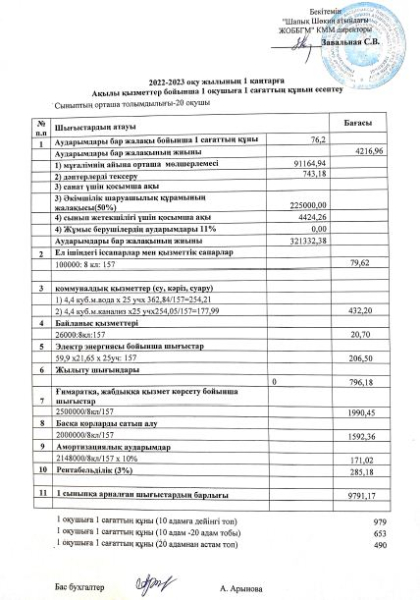 Бекітемін
"Шапық Шөкин атындағы
ЖОББГМ" КММ директоры
Завальная С.В.
2022-2023 оқу жылының 1 қаңтарға
Ақылы қызметтер бойынша 1 оқушыға 1 сағаттың құнын есептеу
Сыныптың орташа толымдылығы-20 оқушы
№ п.п Шығыстардың атауы Бағасы
1 Аударымдары бар жалақы бойынша 1 сағаттың құны 76,2
Аударымдары бар жалақының жиыны 4216,96
1) мұғалімнің айына орташа мөлшерлемесі 91164,94
2) дәптерлерді тексеру 743,18
3) санат үшін қосымша ақы
3) Әкімшілік шаруашылық құрамының
жалақысы(50%) 225000,00
4) сынып жетекшілігі үшін қосымша ақы 4424,26
4) Жұмыс берушілердің аударымдары 11% 0,00
Аударымдары бар жалақының жиыны 321332,38
2 Ел ішіндегі іссапарлар мен қызметтік сапарлар
100000: 8 кл: 157 79,62
3 коммуналдық қызметтер (су, кәріз, суару)
1) 4,4 куб.м.вода х 25 учх 362,84/157=254,21
2) 4,4 куб.м.канализ х25 учх254,05/157=177,99 432,20
4 Байланыс қызметтері
26000:8кл:157 20,70
5 Электр энергиясы бойынша шығыстар
59,9 х21,65 х 25уч: 157 206,50
6 Жылыту шығындары
0 796,18
7 Ғимаратқа, жабдыққа қызмет көрсету бойынша
шығыстар
2500000/8кл/157 1990,45
8 Басқа қорларды сатып алу
2000000/8кл/157 1592,36
9 Амортизациялық аударымдар
2148000/8кл/157 х 10% 171,02
10 Рентабельділік (3%) 285,18
11 1 сыныпқа арналған шығыстардың барлығы 9791,17
1 оқушыға 1 сағаттың құны (10 адамға дейінгі топ) 979
1 оқушыға 1 сағаттың құны (10 адам -20 адам тобы) 653
1 оқушыға 1 сағаттың құны (20 адамнан астам топ) 490
Бас бухгалтер А. Арынова